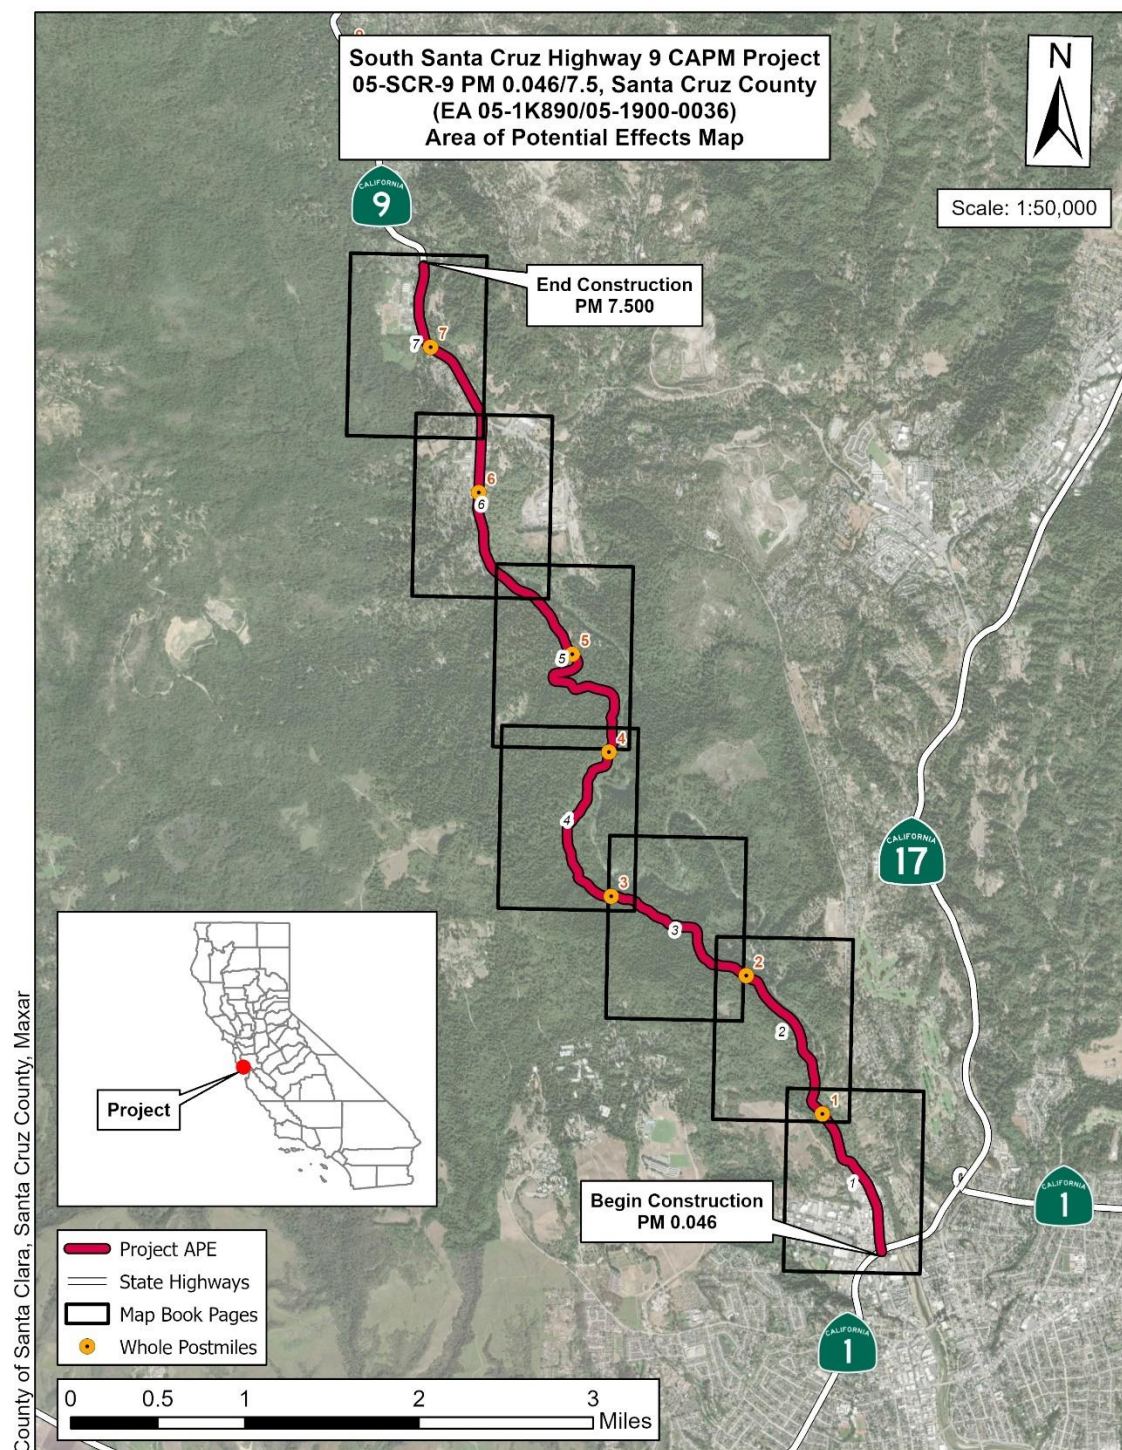 9
South Santa Cruz Highway 9 CAPM Project
05-SCR-9 PM 0.046/7.5, Santa Cruz County
(EA 05-1K890/05-1900-0036)
Area of Potential Effects Map
N
Scale: 1:50,000
CALIFORNIA
9
End Construction
PM 7.500
7
7
6
6
5
5
4
4
CALIFORNIA
17
3
3
2
2
1
1
Project
Begin Construction
PM 0.046
CALIFORNIA
1
CALIFORNIA
1
Project APE
State Highways
Map Book Pages
Whole Postmiles
0 0.5 1 2 3
Miles
County of Santa Clara, Santa Cruz County, Maxar